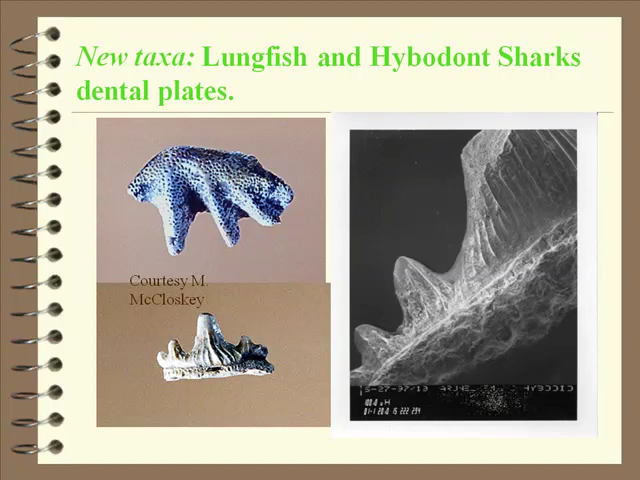 New taxa: Lungfish and Hybodont Sharks
dental plates.
Courtesy M.
McCloskey